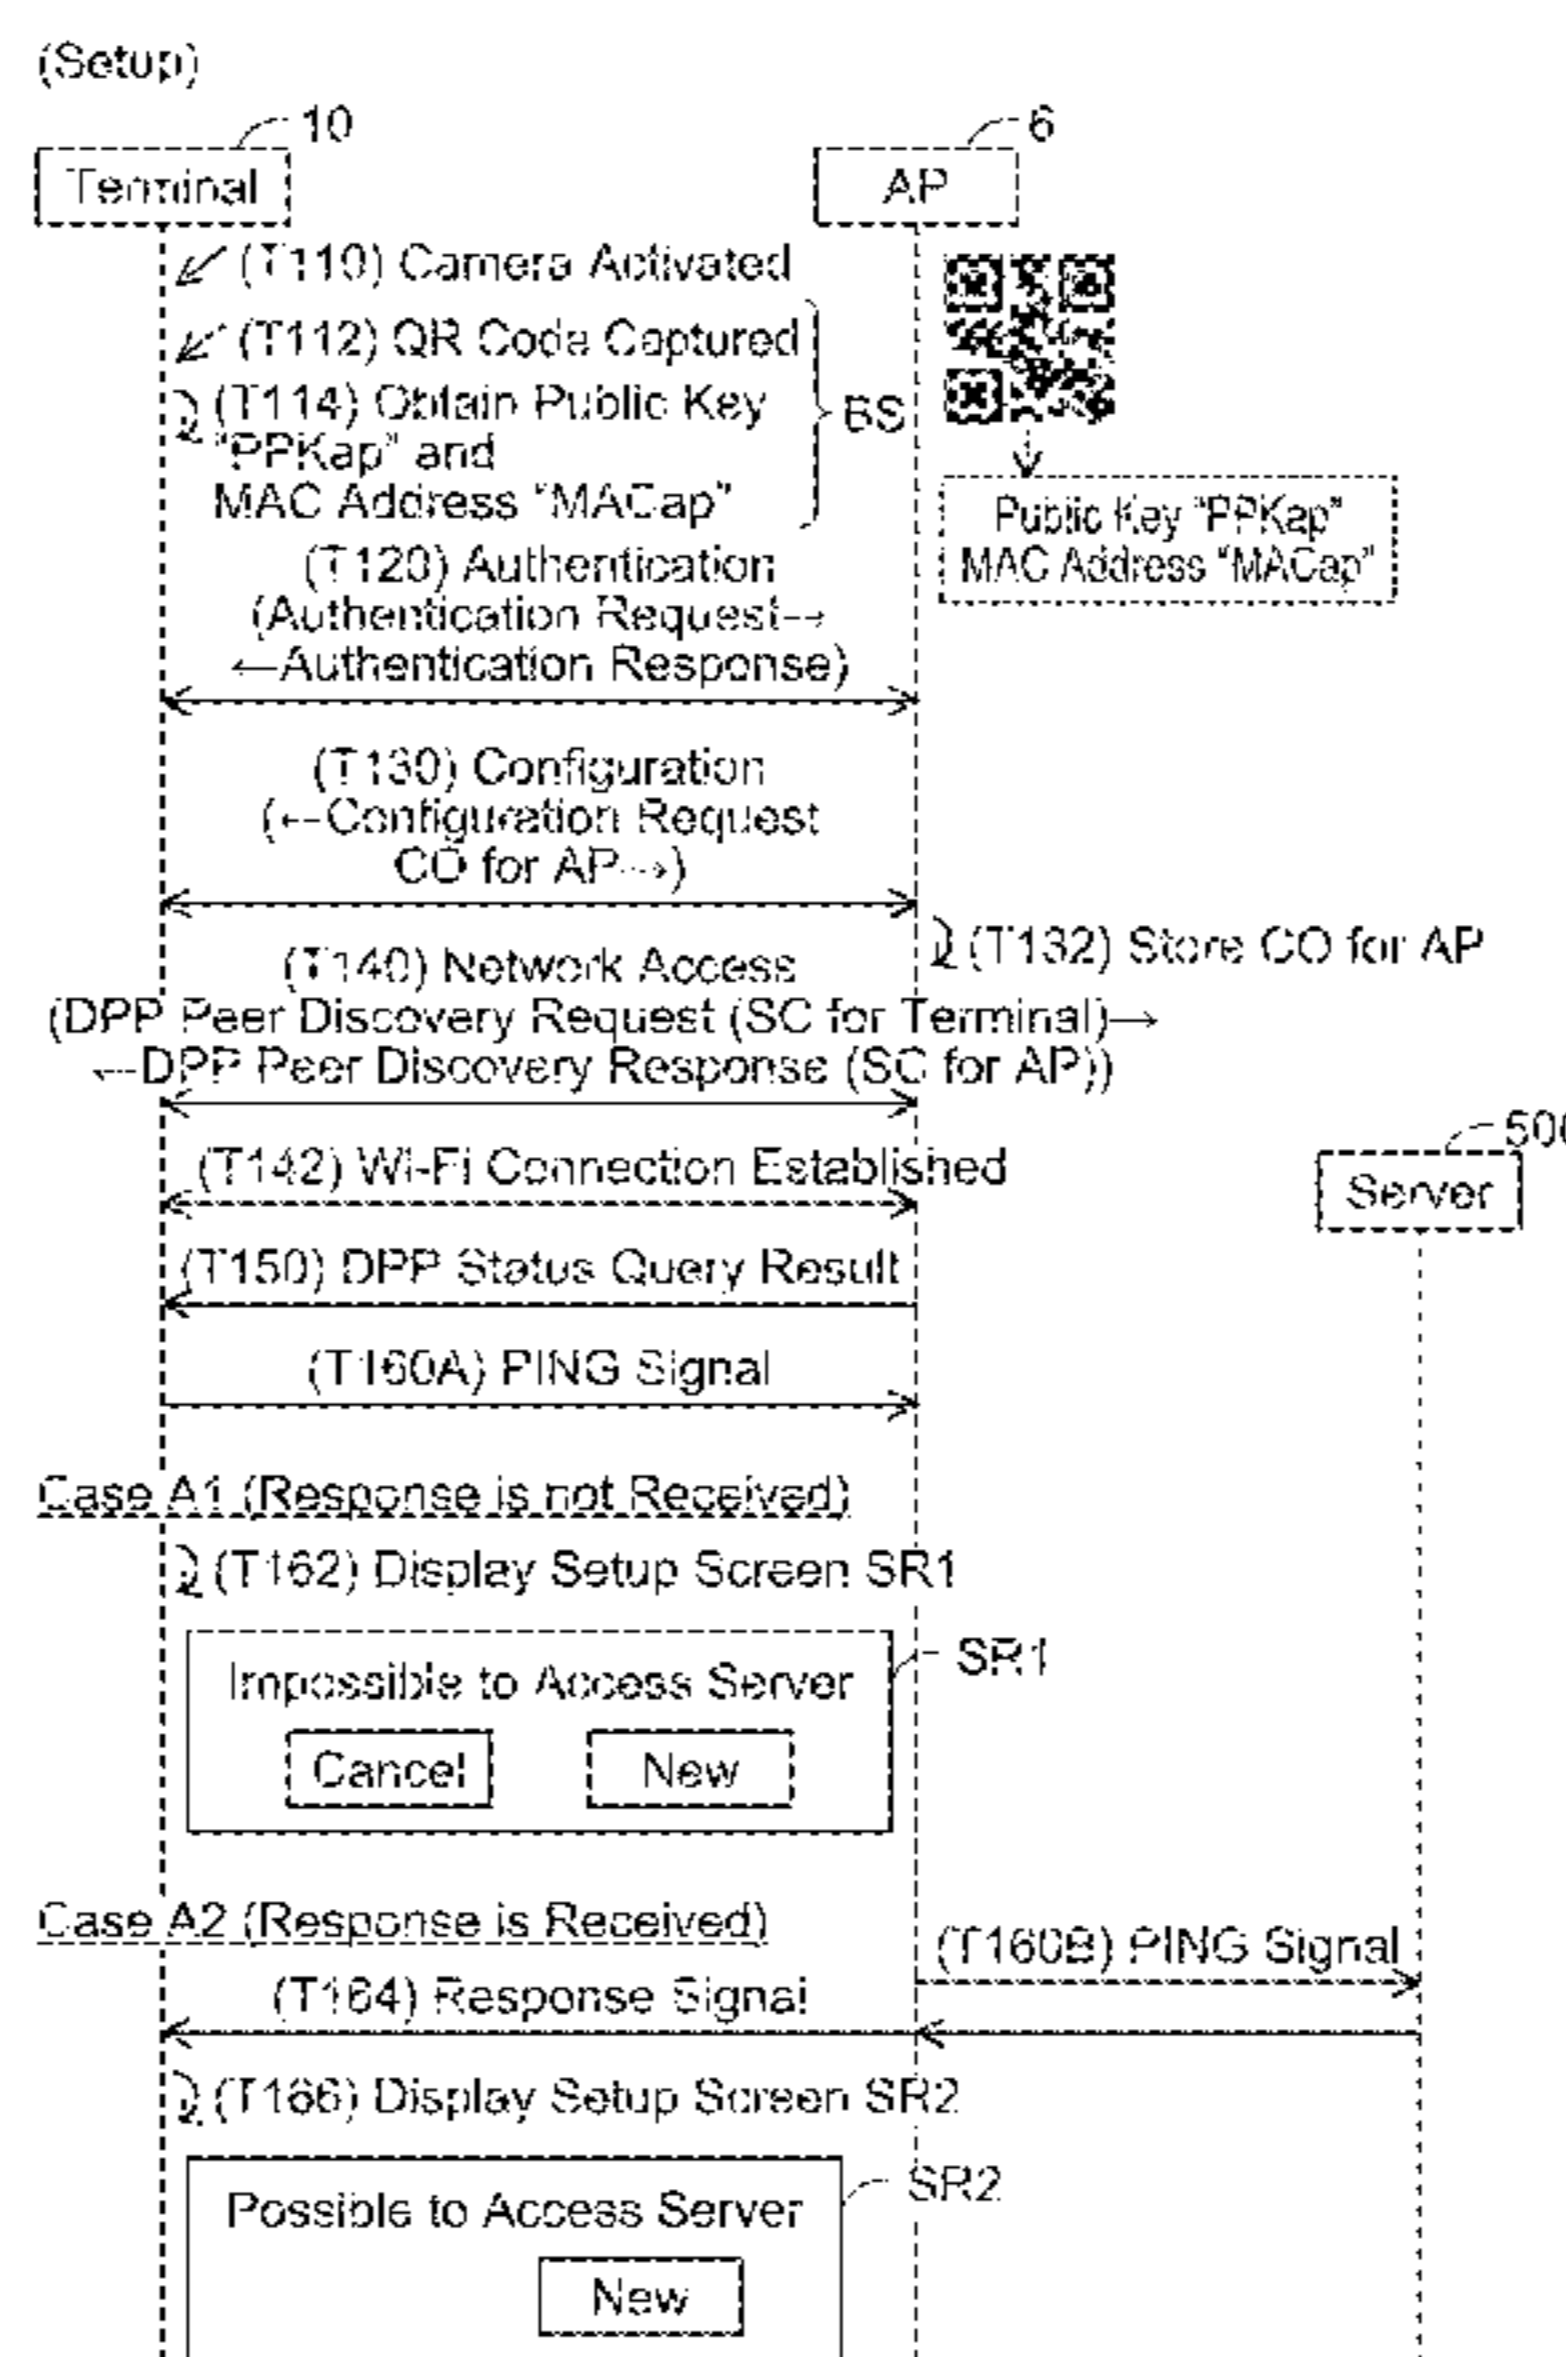 (Setup)
10
6
Terminal
AP
(T110) Camera Activated
(T112) QR Code Captured
(T114) Obtain Public Key
"PPKap" and
MAC Address "MACap"
BS
Public Key "PPKap"
MAC Address "MACap"
(T120) Authentication
(Authentication Request→
←Authentication Response)
(T130) Configuration
(←Configuration Request
CO for AP→)
(T132) Store CO for AP
(T140) Network Access
(DPP Peer Discovery Request (SC for Terminal)→
←DPP Peer Discovery Response (SC for AP))
500
Server
(T142) Wi-Fi Connection Established
(T150) DPP Status Query Result
(T160A) PING Signal
Case A1 (Response is not Received)
(T162) Display Setup Screen SR1
SR1
Impossible to Access Server
Cancel
New
Case A2 (Response is Received)
(T160B) PING Signal
(T164) Response Signal
(T166) Display Setup Screen SR2
SR2
Possible to Access Server
New